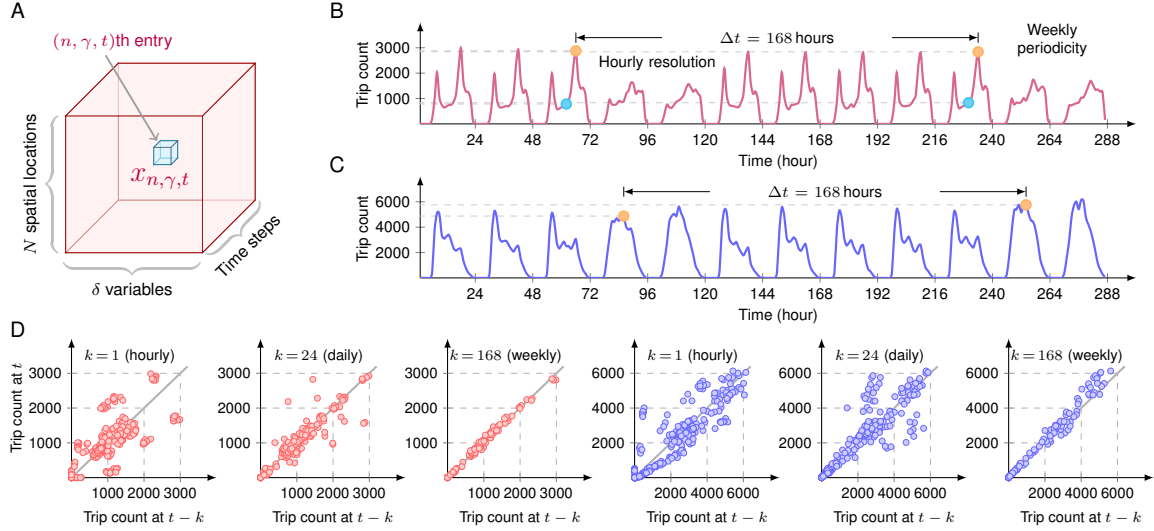 A
(n, γ, t)th entry
x_{n,γ,t}
N spatial locations
δ variables
Time steps
B
Trip count
3000
2000
1000
Δt = 168 hours
Hourly resolution
Weekly
periodicity
24 48 72 96 120 144 168 192 216 240 264 288
Time (hour)
C
Trip count
6000
4000
2000
Δt = 168 hours
24 48 72 96 120 144 168 192 216 240 264 288
Time (hour)
D
Trip count at t
k = 1 (hourly)
3000
2000
1000
1000 2000 3000
Trip count at t − k
k = 24 (daily)
3000
2000
1000
1000 2000 3000
Trip count at t − k
k = 168 (weekly)
3000
2000
1000
1000 2000 3000
Trip count at t − k
k = 1 (hourly)
6000
4000
2000
2000 4000 6000
Trip count at t − k
k = 24 (daily)
6000
4000
2000
2000 4000 6000
Trip count at t − k
k = 168 (weekly)
6000
4000
2000
2000 4000 6000
Trip count at t − k